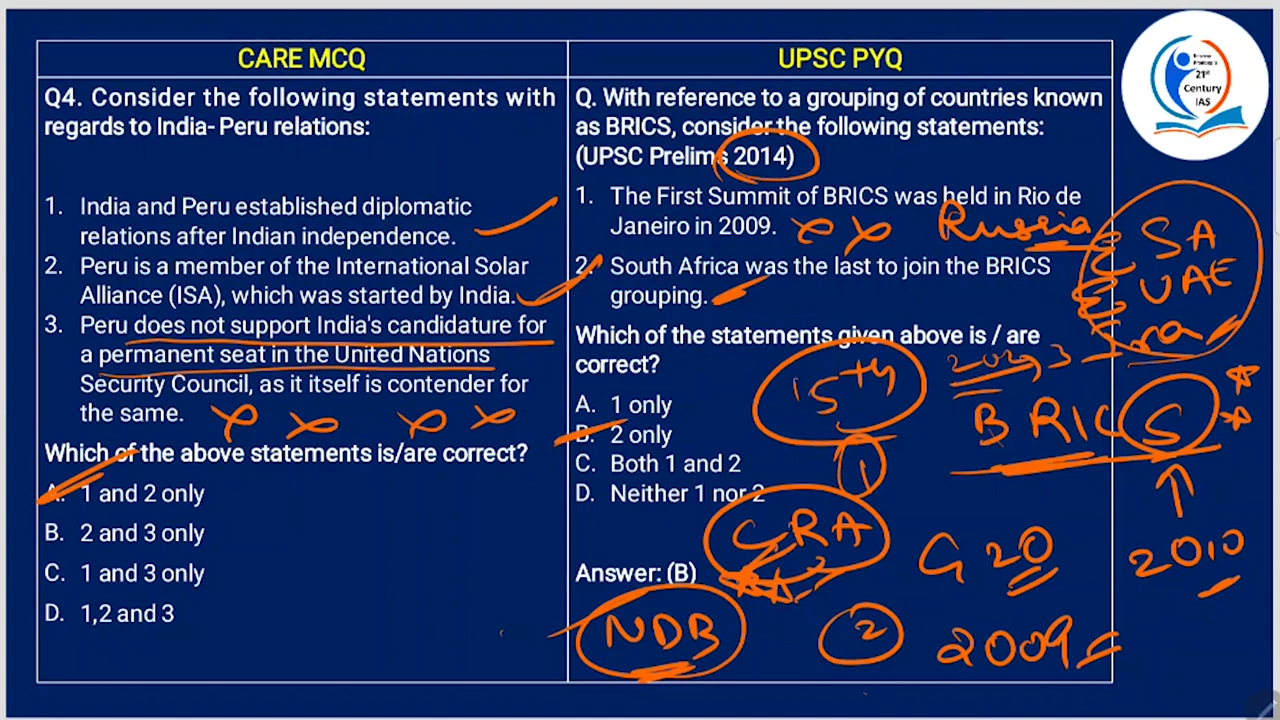 CARE MCQ
Q4. Consider the following statements with
regards to India- Peru relations:
1. India and Peru established diplomatic
relations after Indian independence.
2. Peru is a member of the International Solar
Alliance (ISA), which was started by India.
3. Peru does not support India's candidature for
a permanent seat in the United Nations
Security Council, as it itself is contender for
the same.
Which of the above statements is/are correct?
A. 1 and 2 only
B. 2 and 3 only
C. 1 and 3 only
D. 1,2 and 3
UPSC PYQ
Q. With reference to a grouping of countries known
as BRICS, consider the following statements:
(UPSC Prelims 2014)
1. The First Summit of BRICS was held in Rio de
Janeiro in 2009.
2. South Africa was the last to join the BRICS
grouping.
Which of the statements given above is / are
correct?
A. 1 only
B. 2 only
C. Both 1 and 2
D. Neither 1 nor 2
Answer: (B)
Russia
SA
UAE
15th
BRICS
1
CRA
G20
2010
NDB
2
2009
21st
Century
IAS